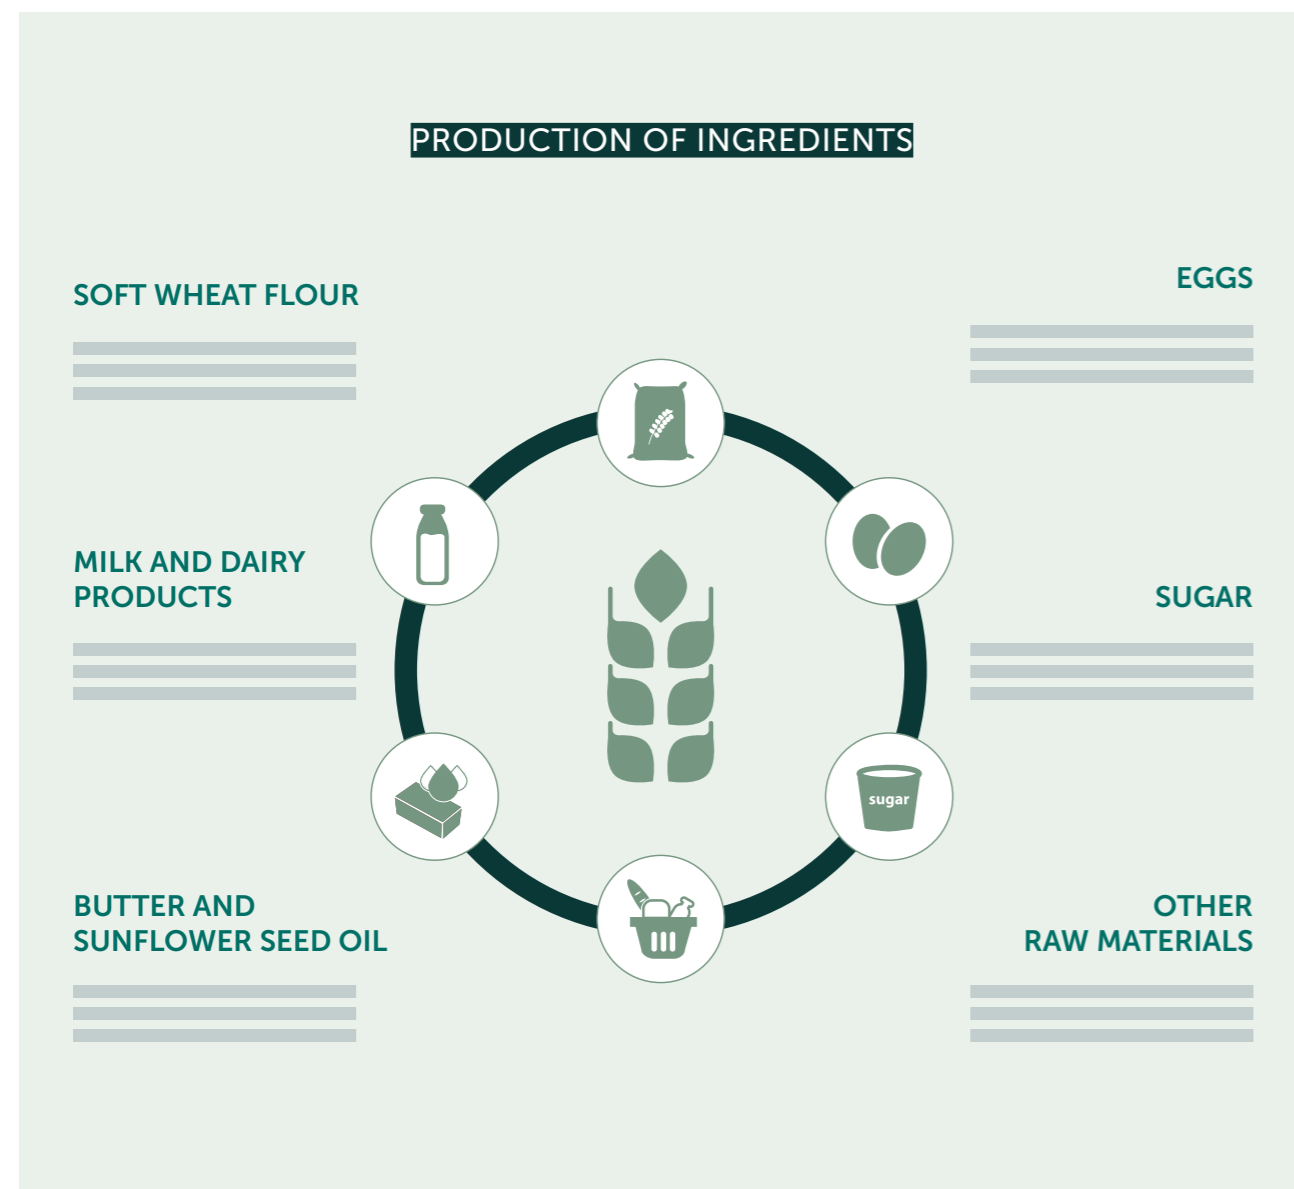 PRODUCTION OF INGREDIENTS
SOFT WHEAT FLOUR
EGGS
MILK AND DAIRY
PRODUCTS
SUGAR
sugar
BUTTER AND
SUNFLOWER SEED OIL
OTHER
RAW MATERIALS